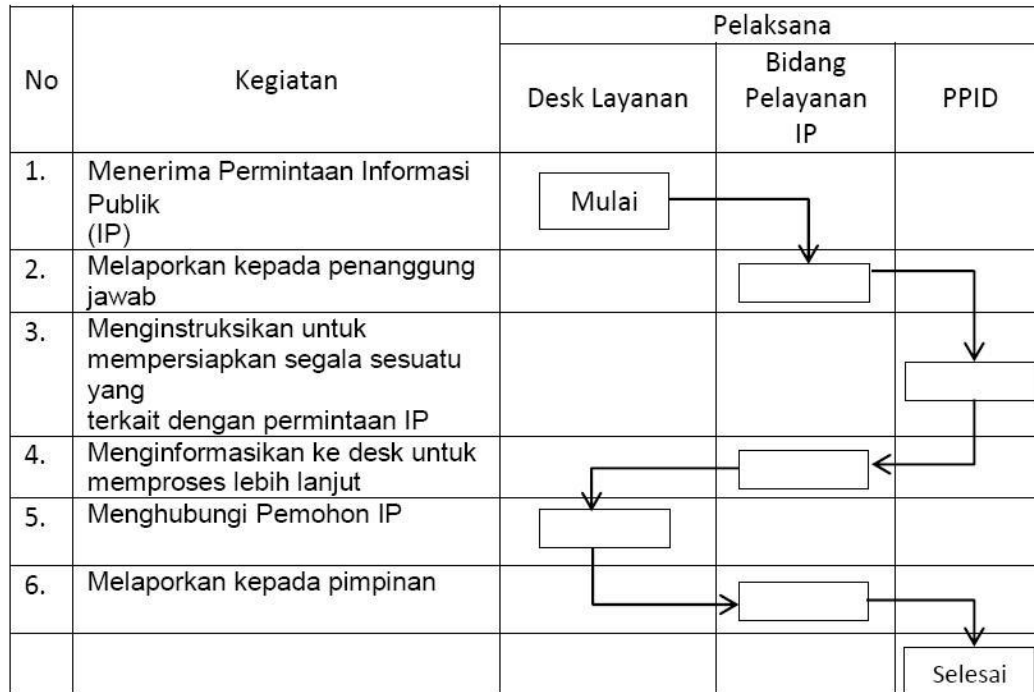 Pelaksana
No
Kegiatan
Desk Layanan
Bidang
Pelayanan
IP
PPID
1.
Menerima Permintaan Informasi
Publik
(IP)
Mulai
2.
Melaporkan kepada penanggung
jawab
3.
Menginstruksikan untuk
mempersiapkan segala sesuatu
yang
terkait dengan permintaan IP
4.
Menginformasikan ke desk untuk
memproses lebih lanjut
5.
Menghubungi Pemohon IP
6.
Melaporkan kepada pimpinan
Selesai